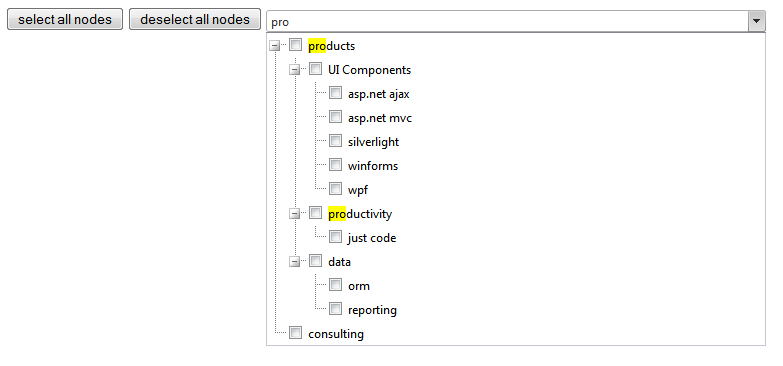 select all nodes deselect all nodes pro
products
UI Components
asp.net ajax
asp.net mvc
silverlight
winforms
wpf
productivity
just code
data
orm
reporting
consulting